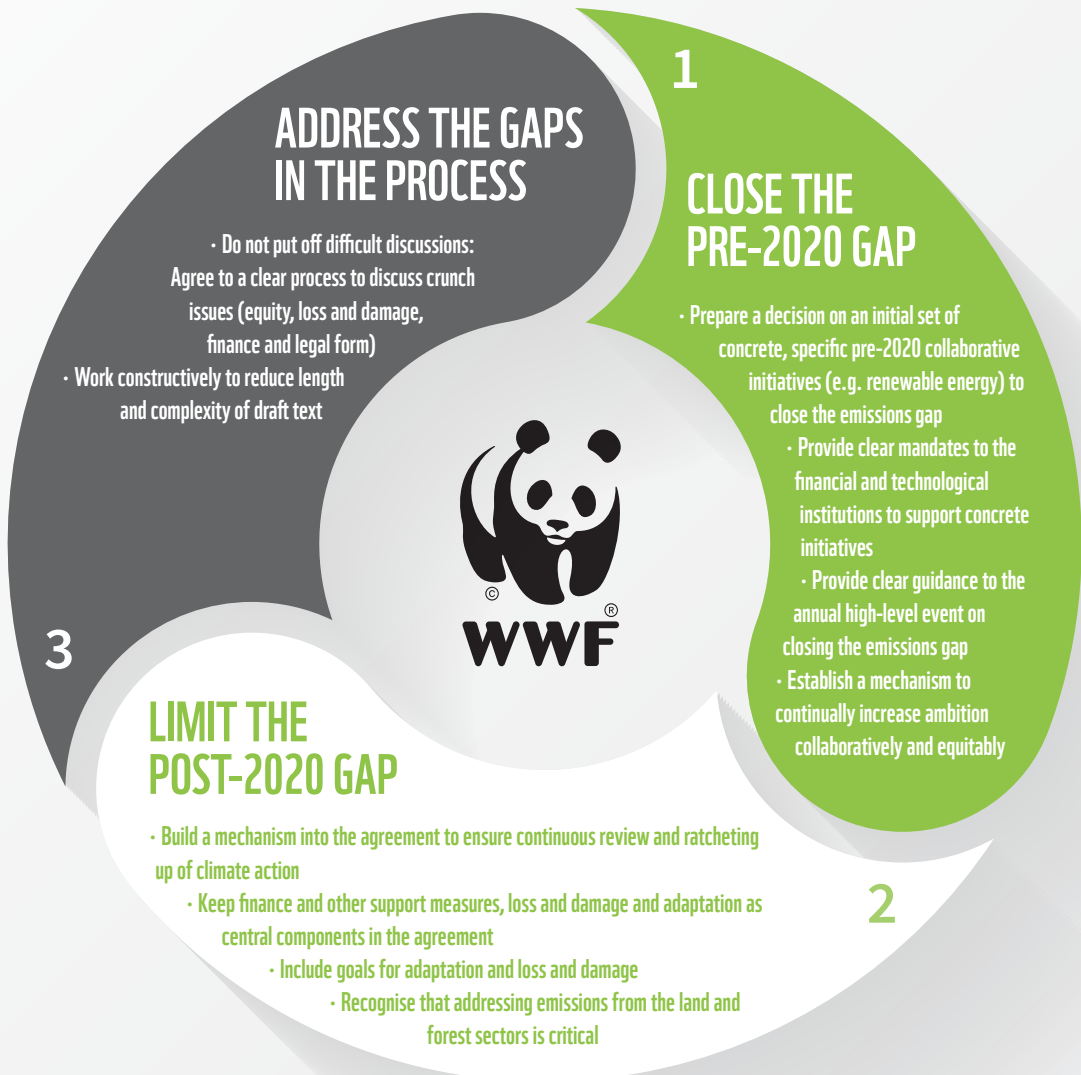 1
CLOSE THE
PRE-2020 GAP
· Prepare a decision on an initial set of
concrete, specific pre-2020 collaborative
initiatives (e.g. renewable energy) to
close the emissions gap
· Provide clear mandates to the
financial and technological
institutions to support concrete
initiatives
· Provide clear guidance to the
annual high-level event on
closing the emissions gap
· Establish a mechanism to
continually increase ambition
collaboratively and equitably
2
LIMIT THE
POST-2020 GAP
· Build a mechanism into the agreement to ensure continuous review and ratcheting
up of climate action
· Keep finance and other support measures, loss and damage and adaptation as
central components in the agreement
· Include goals for adaptation and loss and damage
· Recognise that addressing emissions from the land and
forest sectors is critical
3
ADDRESS THE GAPS
IN THE PROCESS
· Do not put off difficult discussions:
Agree to a clear process to discuss crunch
issues (equity, loss and damage,
finance and legal form)
· Work constructively to reduce length
and complexity of draft text
©
®
WWF